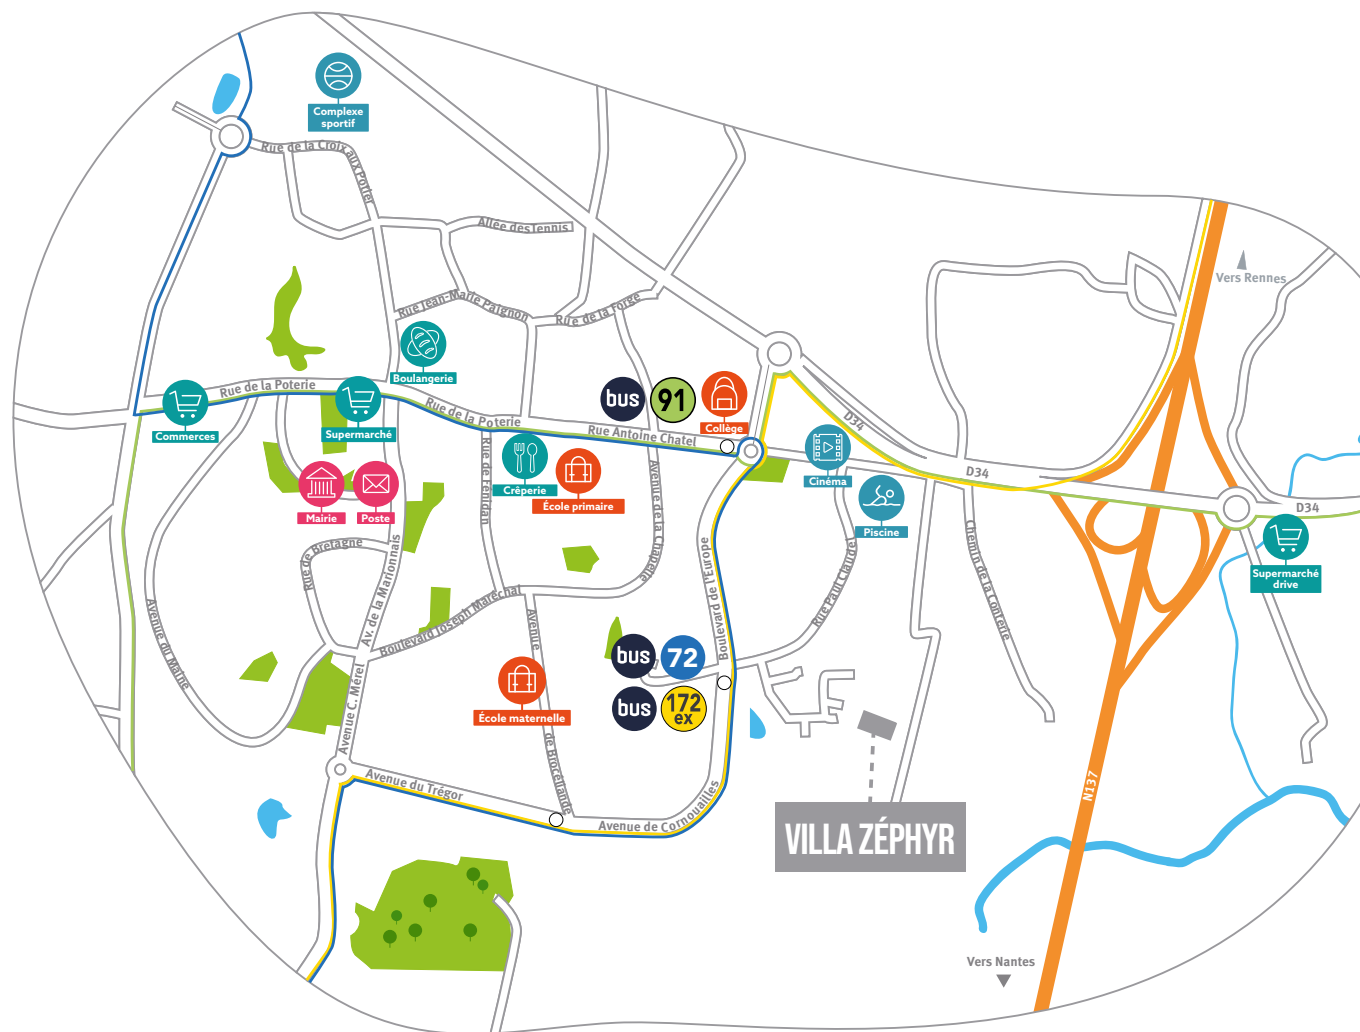 Complexe
sportif
Rue de la Croix aux Potier
Allée des Tennis
Vers Rennes
Rue Jean-Marie Paignon
Rue de la Forge
Boulangerie
Rue de la Poterie
Commerces
Supermarché
Rue de la Poterie
bus
91
Collège
Rue Antoine Chatel
D34
Cinéma
D34
Crêperie
École primaire
Mairie
Poste
Piscine
D34
Supermarché
drive
Rue de Fénidan
Avenue de la Chapelle
Boulevard de l'Europe
Rue Paul Claudel
Chemin de la Conterie
Rue de Bretagne
Av. de la Marionnais
Boulevard Joseph Maréchal
Avenue du Maine
Avenue
de Brocéliande
bus
72
bus
172
ex
École maternelle
Avenue C. Mérel
Avenue du Trégor
Avenue de Cornouailles
N137
VILLA ZÉPHYR
Vers Nantes